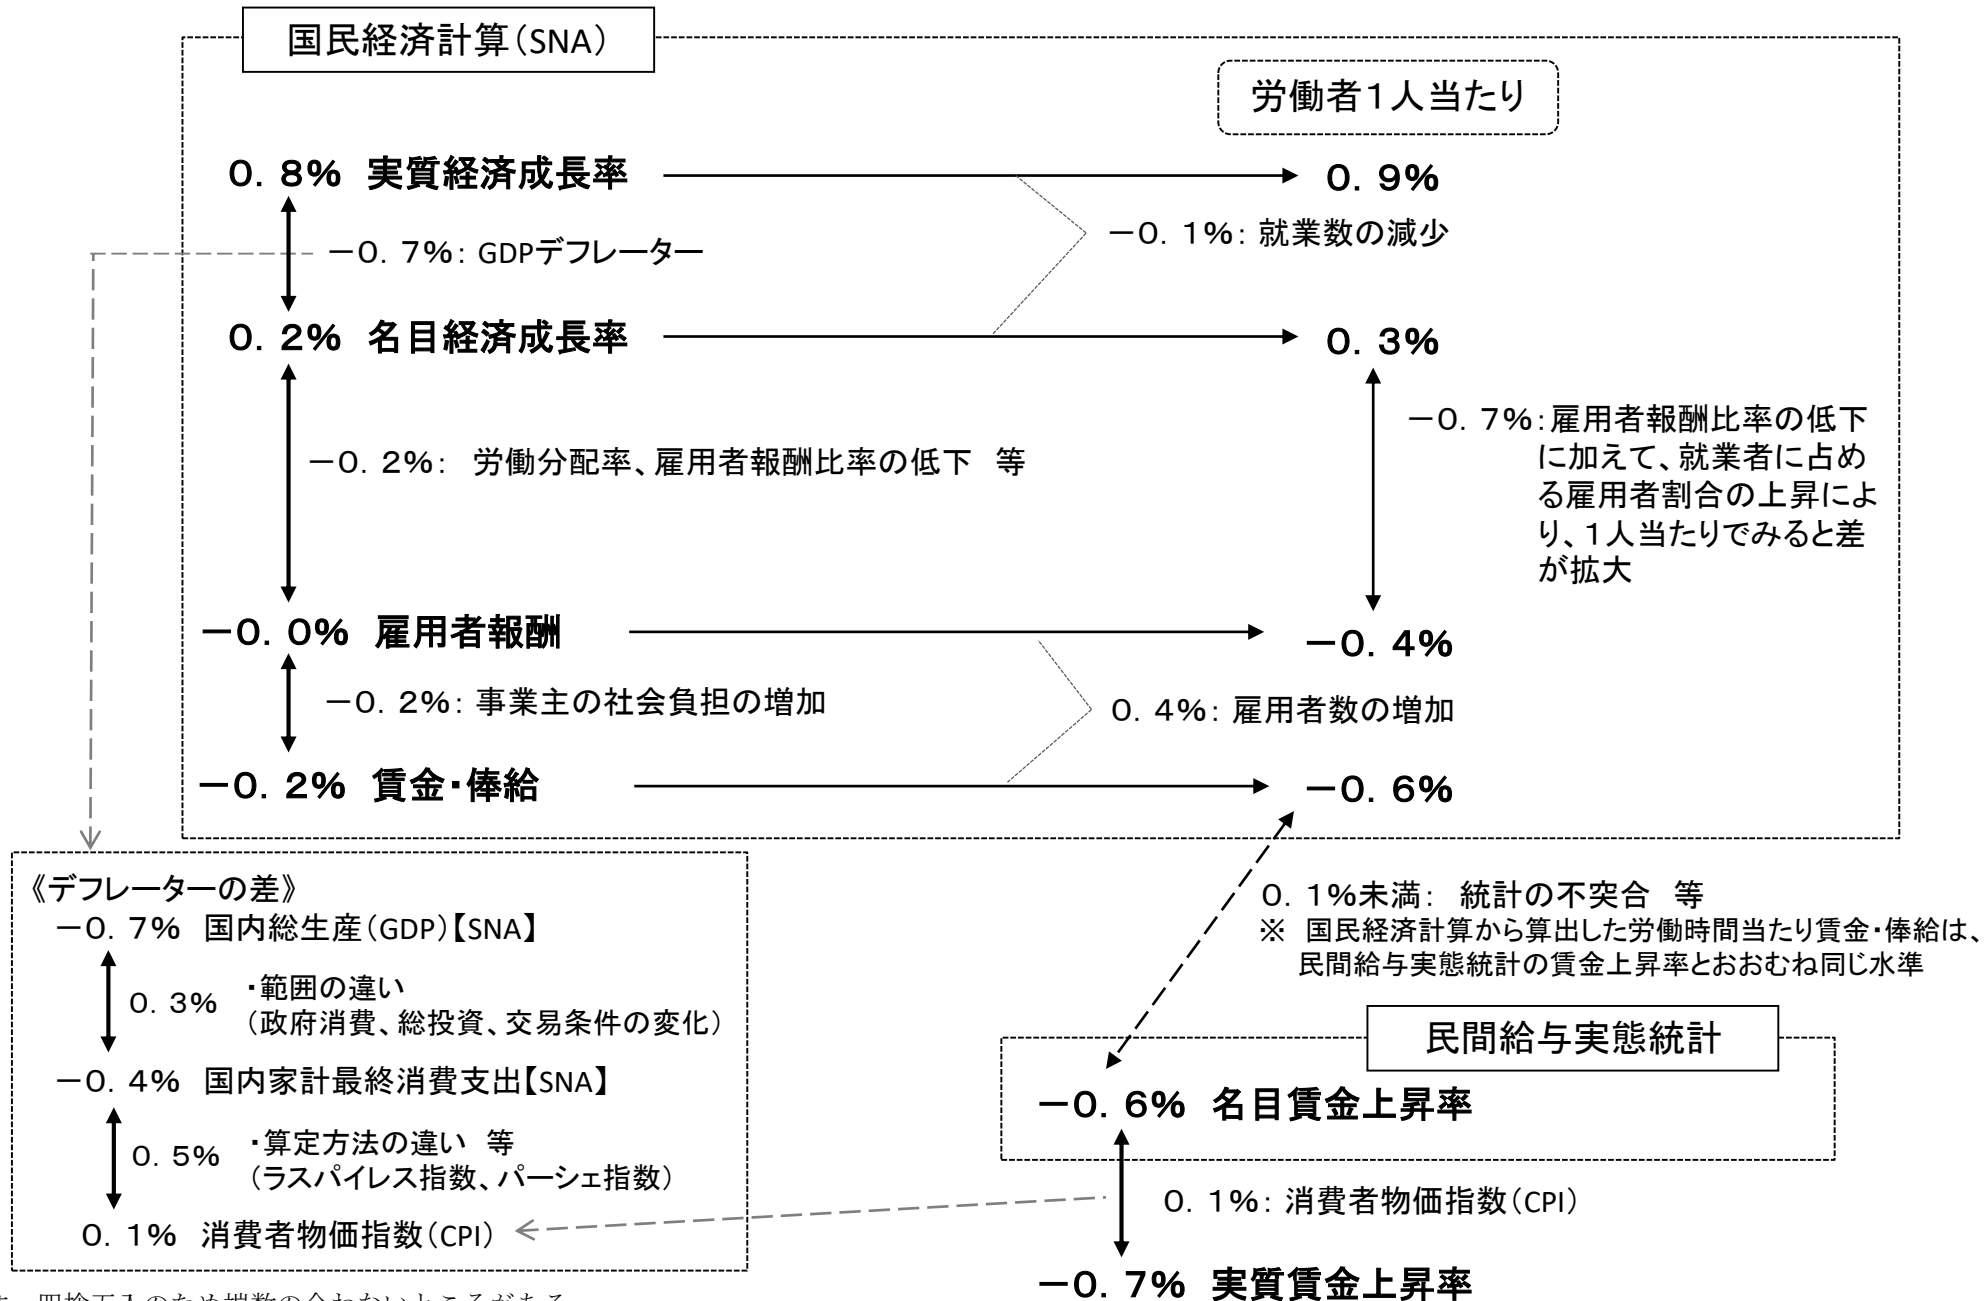 国民経済計算(SNA)
労働者１人当たり
０．８％ 実質経済成長率
０．９％
－０．１％：就業数の減少
－０．７％：GDPデフレーター
０．２％ 名目経済成長率
０．３％
－０．７％：雇用者報酬比率の低下
に加えて、就業者に占め
る雇用者割合の上昇によ
り、１人当たりでみると差
が拡大
－０．２％： 労働分配率、雇用者報酬比率の低下 等
－０．０％ 雇用者報酬
－０．４％
－０．２％：事業主の社会負担の増加
０．４％：雇用者数の増加
－０．２％ 賃金・俸給
－０．６％
《デフレーターの差》
－０．７％ 国内総生産(GDP)【SNA】
０．３％ ・範囲の違い
(政府消費、総投資、交易条件の変化)
－０．４％ 国内家計最終消費支出【SNA】
０．５％ ・算定方法の違い 等
(ラスパイレス指数、パーシェ指数)
０．１％ 消費者物価指数(CPI)
０．１％未満： 統計の不突合 等
※ 国民経済計算から算出した労働時間当たり賃金・俸給は、
民間給与実態統計の賃金上昇率とおおむね同じ水準
民間給与実態統計
－０．６％ 名目賃金上昇率
０．１％：消費者物価指数(CPI)
－０．７％ 実質賃金上昇率